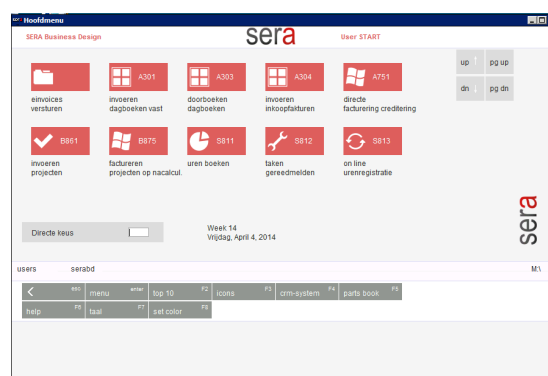 Hoofdmenu
SERA Business Design
sera
User START
up
pg up
dn
pg dn
A301
A303
A304
A751
einvoices
versturen
invoeren
dagboeken vast
doorboeken
dagboeken
invoeren
inkoopfakturen
directe
facturering creditering
B861
B875
S811
S812
S813
invoeren
projecten
factureren
projecten op nacalcul.
uren boeken
taken
gereedmelden
on line
urenregistratie
sera
Directe keus
Week 14
Vrijdag, April 4, 2014
users
serabd
M:\
menu
enter
top 10
F2
icons
F3
crm-system
F4
parts book
F5
help
F6
taal
F7
set color
F8